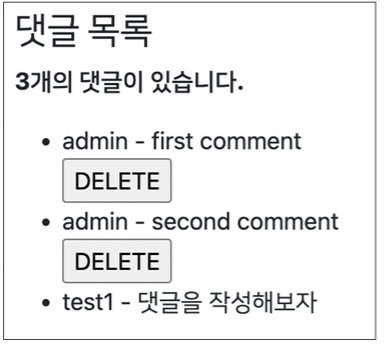 댓글 목록
3개의 댓글이 있습니다.
admin - first comment
DELETE
admin - second comment
DELETE
test1 - 댓글을 작성해보자